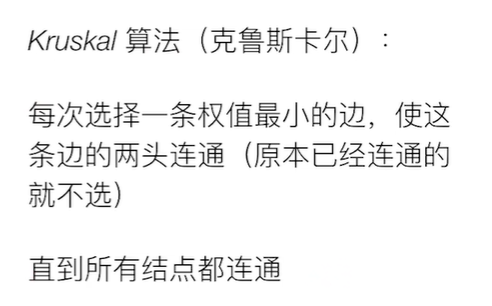 Kruskal 算法（克鲁斯卡尔）：
每次选择一条权值最小的边，使这
条边的两头连通（原本已经连通的
就不选）
直到所有结点都连通